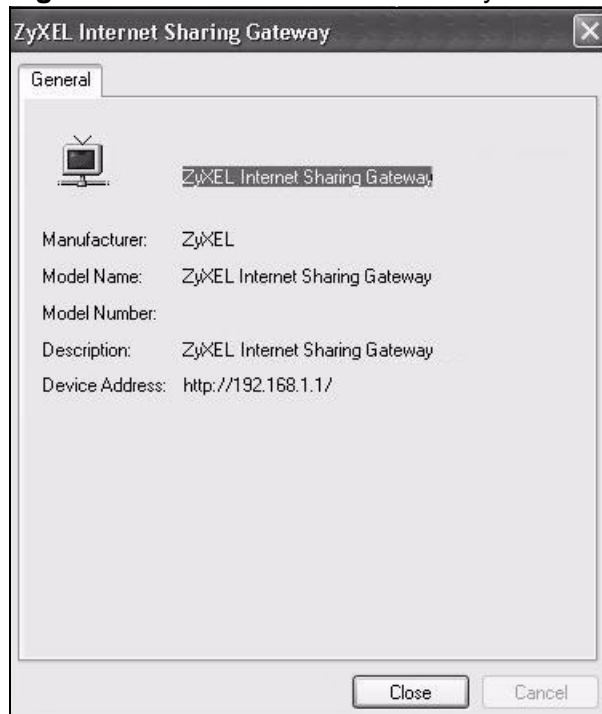 ZyXEL Internet Sharing Gateway
General
ZyXEL Internet Sharing Gateway
Manufacturer: ZyXEL
Model Name: ZyXEL Internet Sharing Gateway
Model Number:
Description: ZyXEL Internet Sharing Gateway
Device Address: http://192.168.1.1/
Close Cancel